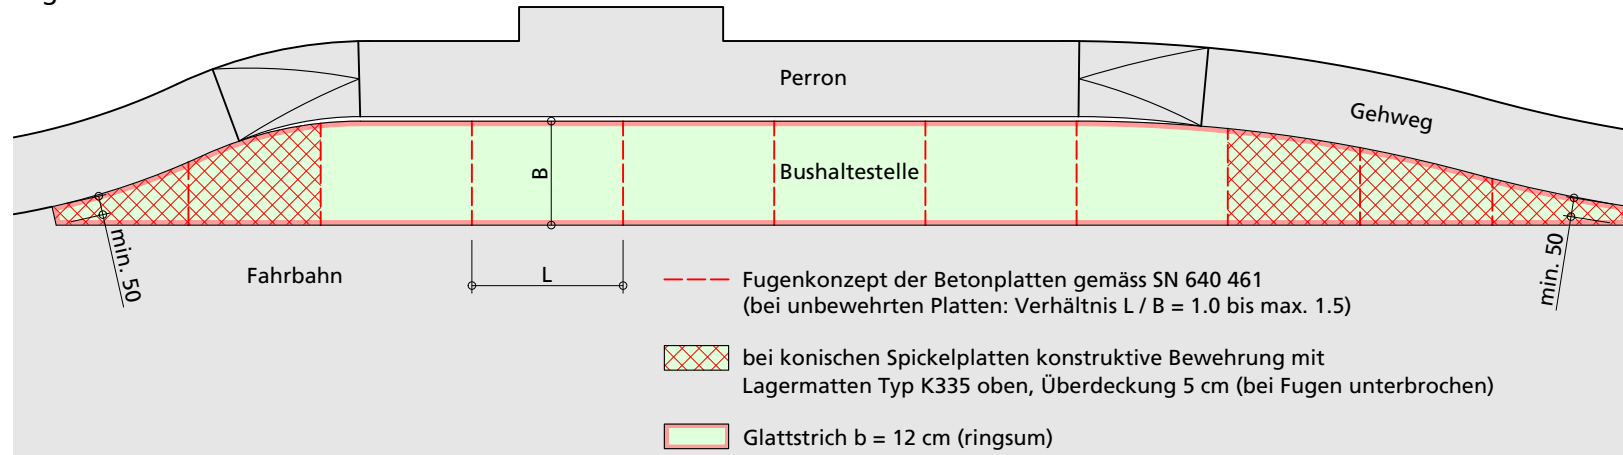 Perron
Gehweg
Bushaltestelle
B
min. 50
Fahrbahn
L
min. 50
Fugenkonzept der Betonplatten gemäss SN 640 461
(bei unbewehrten Platten: Verhältnis L / B = 1.0 bis max. 1.5)
bei konischen Spickelplatten konstruktive Bewehrung mit
Lagermatten Typ K335 oben, Überdeckung 5 cm (bei Fugen unterbrochen)
Glattstrich b = 12 cm (ringsum)